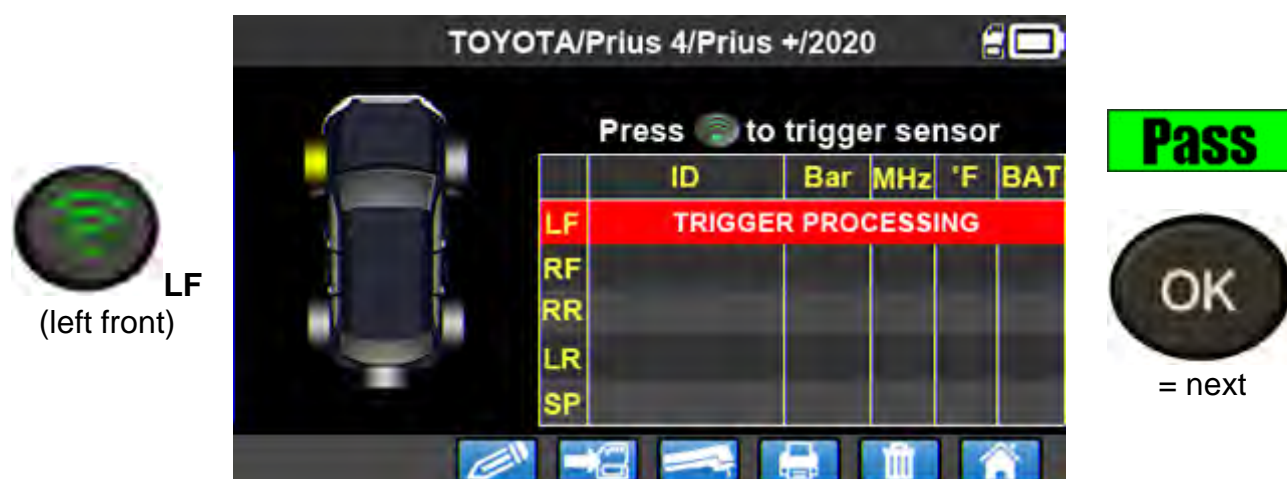 TOYOTA/Prius 4/Prius +/2020
Press to trigger sensor
ID Bar MHz °F BAT
LF TRIGGER PROCESSING
RF
RR
LR
SP
LF
(left front)
Pass
OK
= next